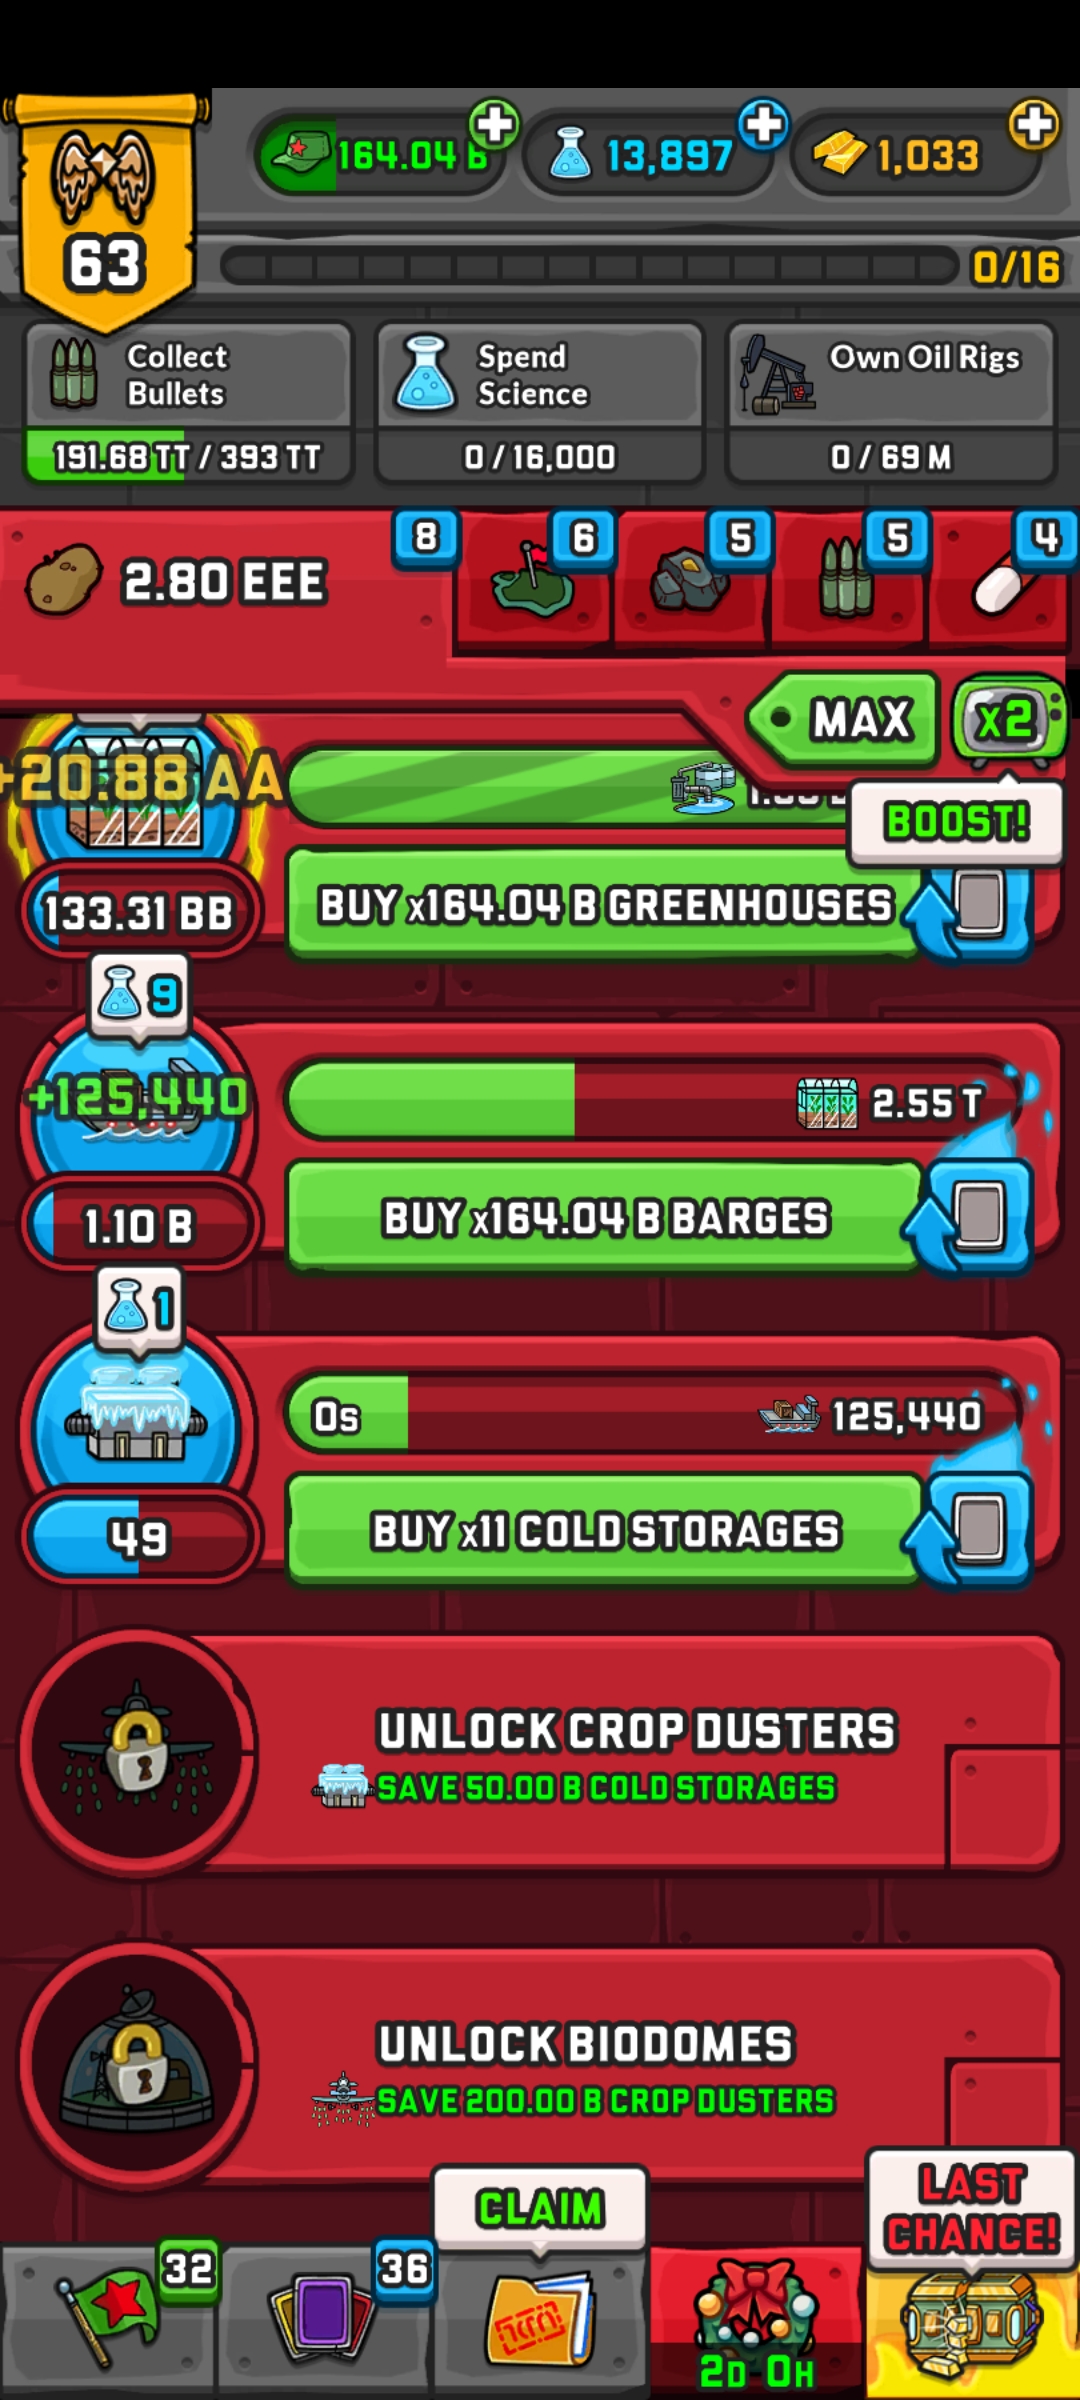 164.04 B
13,897
1,033
63
0/16
Collect
Bullets
191.68 TT / 393 TT
Spend
Science
0 / 16,000
Own Oil Rigs
0 / 69 M
2.80 EEE
8
6
5
5
4
MAX
x2
BOOST!
+20.88 AA
133.31 BB
BUY x164.04 B GREENHOUSES
9
+125,440
2.55 T
1.10 B
BUY x164.04 B BARGES
1
0s
125,440
49
BUY x11 COLD STORAGES
UNLOCK CROP DUSTERS
SAVE 50.00 B COLD STORAGES
UNLOCK BIODOMES
SAVE 200.00 B CROP DUSTERS
CLAIM
LAST
CHANCE!
32
36
2D 0H